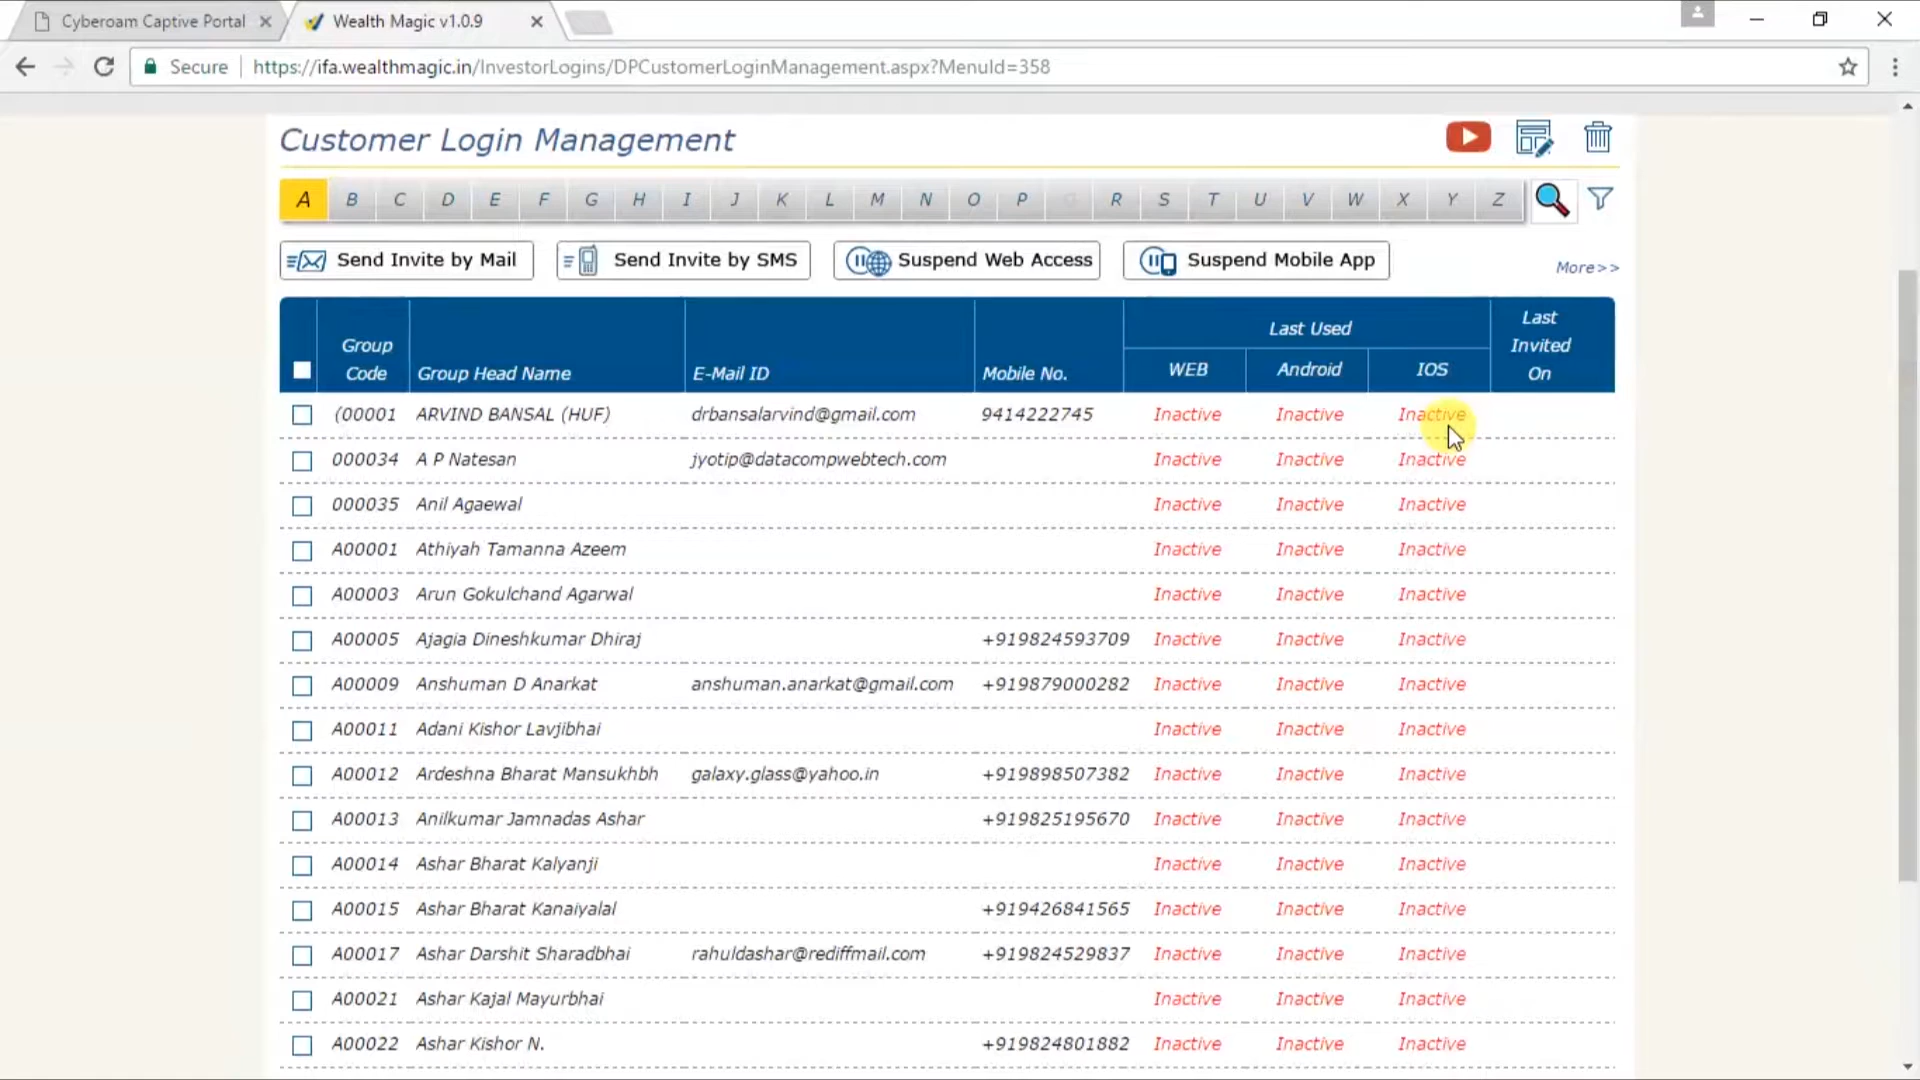 Cyberoam Captive Portal
Wealth Magic v1.0.9
Secure https://ifa.wealthmagic.in/InvestorLogins/DPCustomerLoginManagement.aspx?MenuId=358
Customer Login Management
A B C D E F G H I J K L M N O P R S T U V W X Y Z
Send Invite by Mail Send Invite by SMS Suspend Web Access Suspend Mobile App More>>
Group Code Group Head Name E-Mail ID Mobile No. Last Used WEB Android IOS Last Invited On
(00001 ARVIND BANSAL (HUF) drbansalarvind@gmail.com 9414222745 Inactive Inactive Inactive
000034 A P Natesan jyotip@datacompwebtech.com Inactive Inactive Inactive
000035 Anil Agaewal Inactive Inactive Inactive
A00001 Athiyah Tamanna Azeem Inactive Inactive Inactive
A00003 Arun Gokulchand Agarwal Inactive Inactive Inactive
A00005 Ajagia Dineshkumar Dhiraj +919824593709 Inactive Inactive Inactive
A00009 Anshuman D Anarkat anshuman.anarkat@gmail.com +919879000282 Inactive Inactive Inactive
A00011 Adani Kishor Lavjibhai Inactive Inactive Inactive
A00012 Ardeshna Bharat Mansukhbh galaxy.glass@yahoo.in +919898507382 Inactive Inactive Inactive
A00013 Anilkumar Jamnadas Ashar +919825195670 Inactive Inactive Inactive
A00014 Ashar Bharat Kalyanji Inactive Inactive Inactive
A00015 Ashar Bharat Kanaiyalal +919426841565 Inactive Inactive Inactive
A00017 Ashar Darshit Sharadbhai rahuldashar@rediffmail.com +919824529837 Inactive Inactive Inactive
A00021 Ashar Kajal Mayurbhai Inactive Inactive Inactive
A00022 Ashar Kishor N. +919824801882 Inactive Inactive Inactive